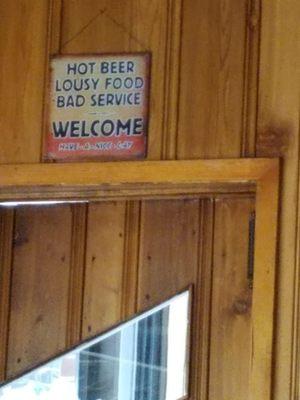 HOT BEER
LOUSY FOOD
BAD SERVICE
WELCOME
HAVE-A-NICE-DAY